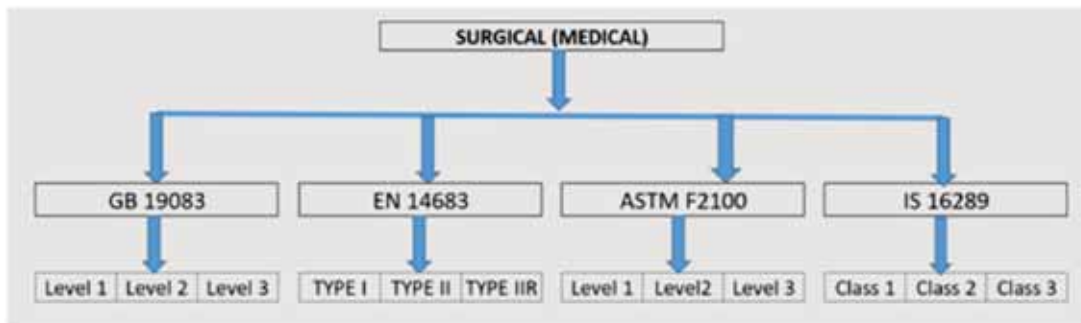 SURGICAL (MEDICAL)
GB 19083 EN 14683 ASTM F2100 IS 16289
Level 1 Level 2 Level 3 TYPE I TYPE II TYPE IIR Level 1 Level2 Level 3 Class 1 Class 2 Class 3